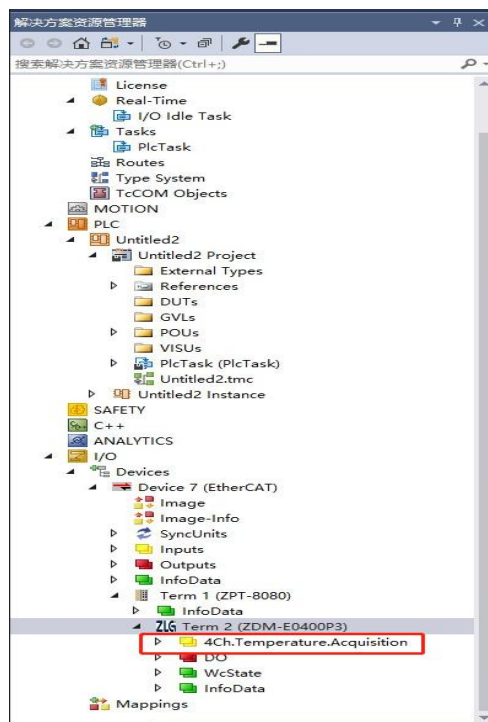 解决方案资源管理器
搜索解决方案资源管理器(Ctrl+;)
License
Real-Time
I/O Idle Task
Tasks
PlcTask
Routes
Type System
TcCOM Objects
MOTION
PLC
Untitled2
Untitled2 Project
External Types
References
DUTs
GVLs
POUs
VISUs
PlcTask (PlcTask)
Untitled2.tmc
Untitled2 Instance
SAFETY
C++
ANALYTICS
I/O
Devices
Device 7 (EtherCAT)
Image
Image-Info
SyncUnits
Inputs
Outputs
InfoData
Term 1 (ZPT-8080)
InfoData
ZLG Term 2 (ZDM-E0400P3)
4Ch.Temperature.Acquisition
DO
WcState
InfoData
Mappings